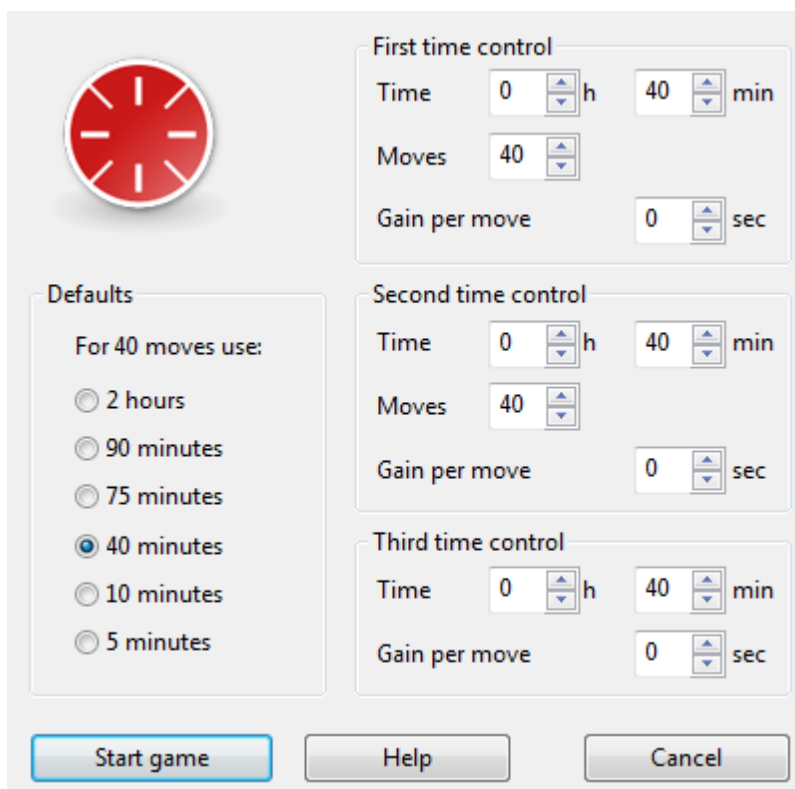 First time control
Time 0 h 40 min
Moves 40
Gain per move 0 sec
Defaults
For 40 moves use:
2 hours
90 minutes
75 minutes
40 minutes
10 minutes
5 minutes
Second time control
Time 0 h 40 min
Moves 40
Gain per move 0 sec
Third time control
Time 0 h 40 min
Gain per move 0 sec
Start game
Help
Cancel